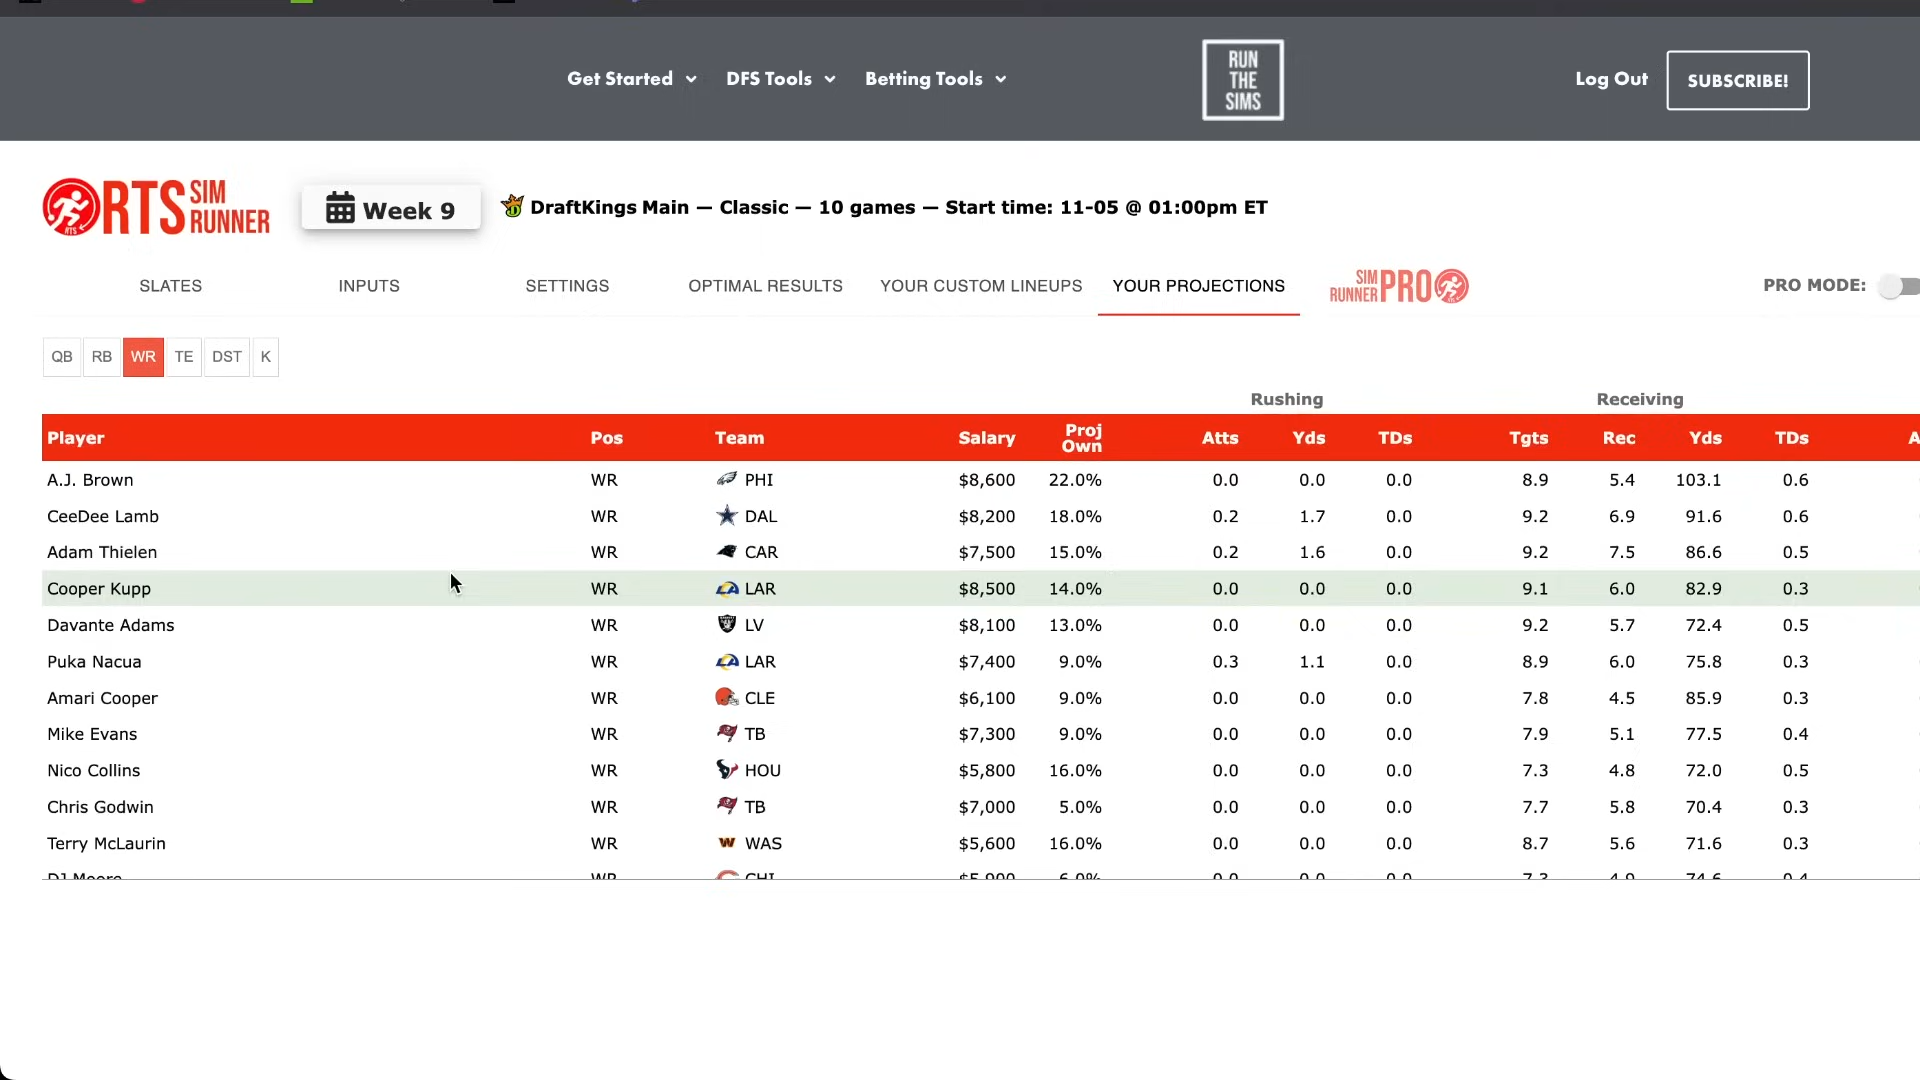 Get Started DFS Tools Betting Tools RUN THE SIMS Log Out SUBSCRIBE!
RTS SIM RUNNER Week 9 DraftKings Main — Classic — 10 games — Start time: 11-05 @ 01:00pm ET
SLATES INPUTS SETTINGS OPTIMAL RESULTS YOUR CUSTOM LINEUPS YOUR PROJECTIONS SIM RUNNER PRO PRO MODE:
QB RB WR TE DST K
Rushing Receiving
Player Pos Team Salary Proj Own Atts Yds TDs Tgts Rec Yds TDs A
A.J. Brown WR PHI $8,600 22.0% 0.0 0.0 0.0 8.9 5.4 103.1 0.6
CeeDee Lamb WR DAL $8,200 18.0% 0.2 1.7 0.0 9.2 6.9 91.6 0.6
Adam Thielen WR CAR $7,500 15.0% 0.2 1.6 0.0 9.2 7.5 86.6 0.5
Cooper Kupp WR LAR $8,500 14.0% 0.0 0.0 0.0 9.1 6.0 82.9 0.3
Davante Adams WR LV $8,100 13.0% 0.0 0.0 0.0 9.2 5.7 72.4 0.5
Puka Nacua WR LAR $7,400 9.0% 0.3 1.1 0.0 8.9 6.0 75.8 0.3
Amari Cooper WR CLE $6,100 9.0% 0.0 0.0 0.0 7.8 4.5 85.9 0.3
Mike Evans WR TB $7,300 9.0% 0.0 0.0 0.0 7.9 5.1 77.5 0.4
Nico Collins WR HOU $5,800 16.0% 0.0 0.0 0.0 7.3 4.8 72.0 0.5
Chris Godwin WR TB $7,000 5.0% 0.0 0.0 0.0 7.7 5.8 70.4 0.3
Terry McLaurin WR WAS $5,600 16.0% 0.0 0.0 0.0 8.7 5.6 71.6 0.3
DJ Moore WR CHI